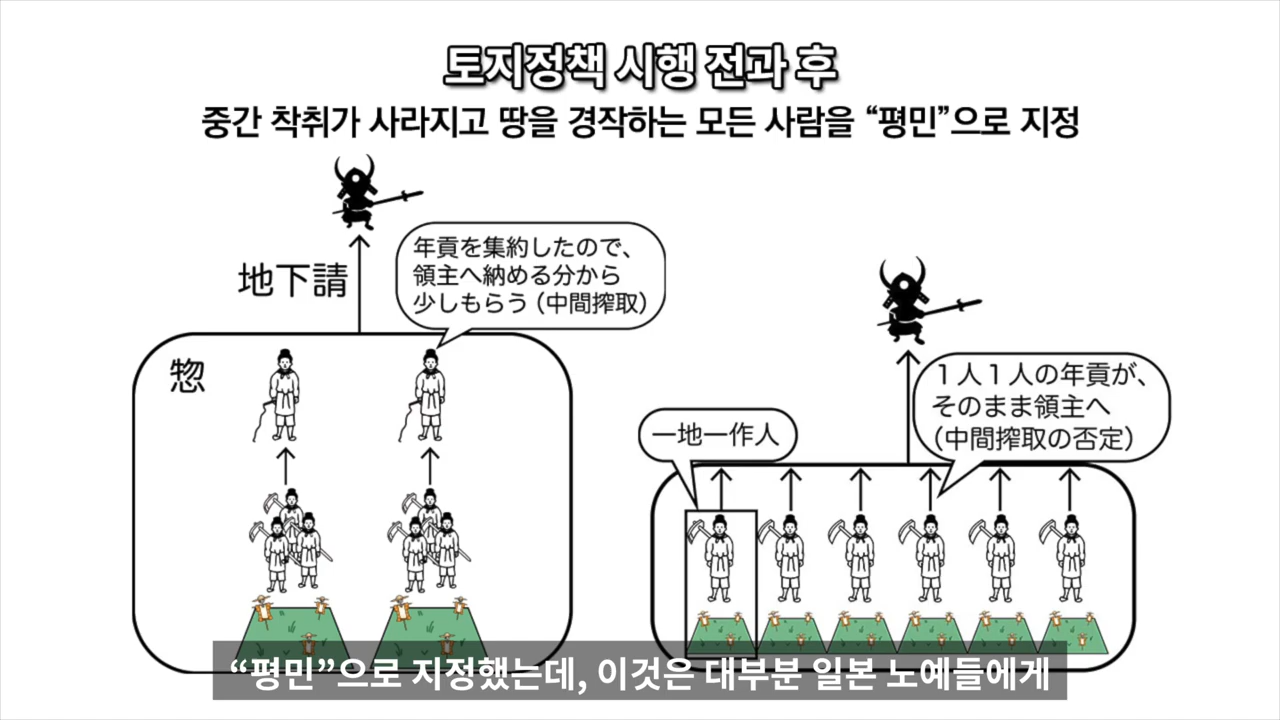 토지정책 시행 전과 후
중간 착취가 사라지고 땅을 경작하는 모든 사람을 “평민”으로 지정
地下請
年貢を集約したので、
領主へ納める分から
少しもらう（中間搾取）
惣
一地一作人
１人１人の年貢が、
そのまま領主へ
（中間搾取の否定）
“평민”으로 지정했는데, 이것은 대부분 일본 노예들에게